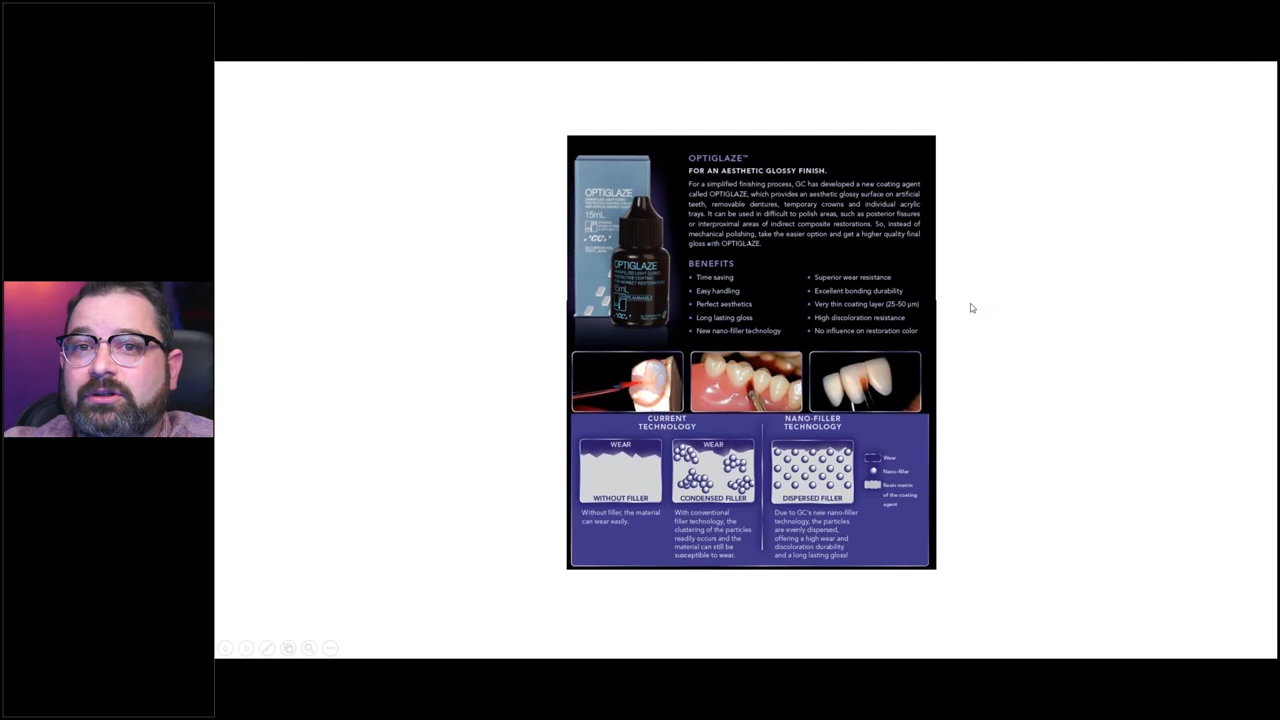 OPTIGLAZE™
FOR AN AESTHETIC GLOSSY FINISH.
For a simplified finishing process, GC has developed a new coating agent
called OPTIGLAZE, which provides an aesthetic glossy surface on artificial
teeth, removable dentures, temporary crowns and individual acrylic
trays. It can be used in difficult to polish areas, such as posterior fissures
or interproximal areas of indirect composite restorations. So, instead of
mechanical polishing, take the easier option and get a higher quality final
gloss with OPTIGLAZE.
BENEFITS
• Time saving
• Easy handling
• Perfect aesthetics
• Long lasting gloss
• New nano-filler technology
• Superior wear resistance
• Excellent bonding durability
• Very thin coating layer (25-50 µm)
• High discoloration resistance
• No influence on restoration color
OPTIGLAZE
15mL
GC
OPTIGLAZE
CURRENT
TECHNOLOGY
NANO-FILLER
TECHNOLOGY
WEAR
WITHOUT FILLER
WEAR
CONDENSED FILLER
DISPERSED FILLER
Wear
Nano-filler
Resin matrix
of the coating
agent
Without filler, the material
can wear easily.
With conventional
filler technology, the
clustering of the particles
readily occurs and the
material can still be
susceptible to wear.
Due to GC's new nano-filler
technology, the particles
are evenly dispersed,
offering a high wear and
discoloration durability
and a long lasting gloss!